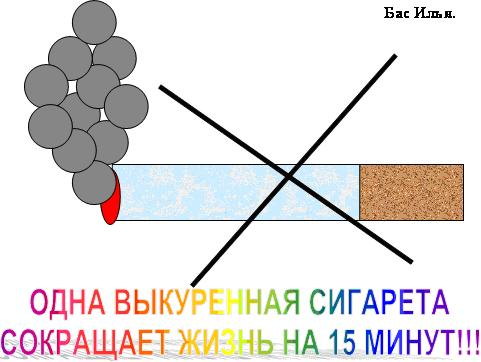 Бас Илья.
ОДНА ВЫКУРЕННАЯ СИГАРЕТА
СОКРАЩАЕТ ЖИЗНЬ НА 15 МИНУТ!!!